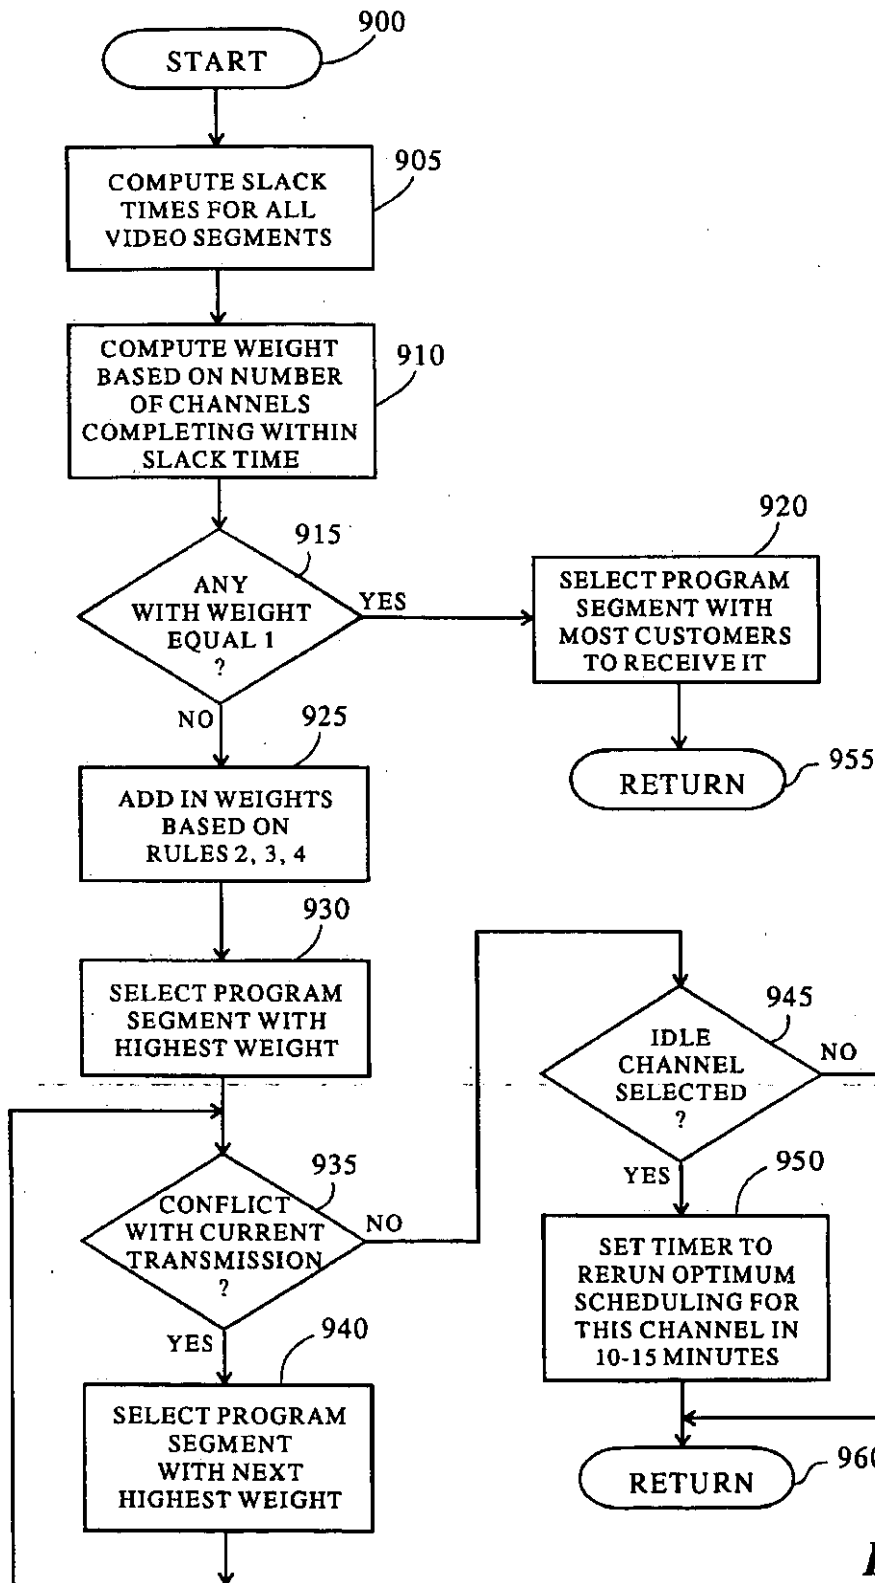 900
START
905
COMPUTE SLACK
TIMES FOR ALL
VIDEO SEGMENTS
910
COMPUTE WEIGHT
BASED ON NUMBER
OF CHANNELS
COMPLETING WITHIN
SLACK TIME
915
ANY
WITH WEIGHT
EQUAL 1
?
YES
NO
920
SELECT PROGRAM
SEGMENT WITH
MOST CUSTOMERS
TO RECEIVE IT
RETURN
955
925
ADD IN WEIGHTS
BASED ON
RULES 2, 3, 4
930
SELECT PROGRAM
SEGMENT WITH
HIGHEST WEIGHT
935
CONFLICT
WITH CURRENT
TRANSMISSION
?
NO
YES
940
SELECT PROGRAM
SEGMENT
WITH NEXT
HIGHEST WEIGHT
945
IDLE
CHANNEL
SELECTED
?
NO
YES
950
SET TIMER TO
RERUN OPTIMUM
SCHEDULING FOR
THIS CHANNEL IN
10-15 MINUTES
RETURN
960